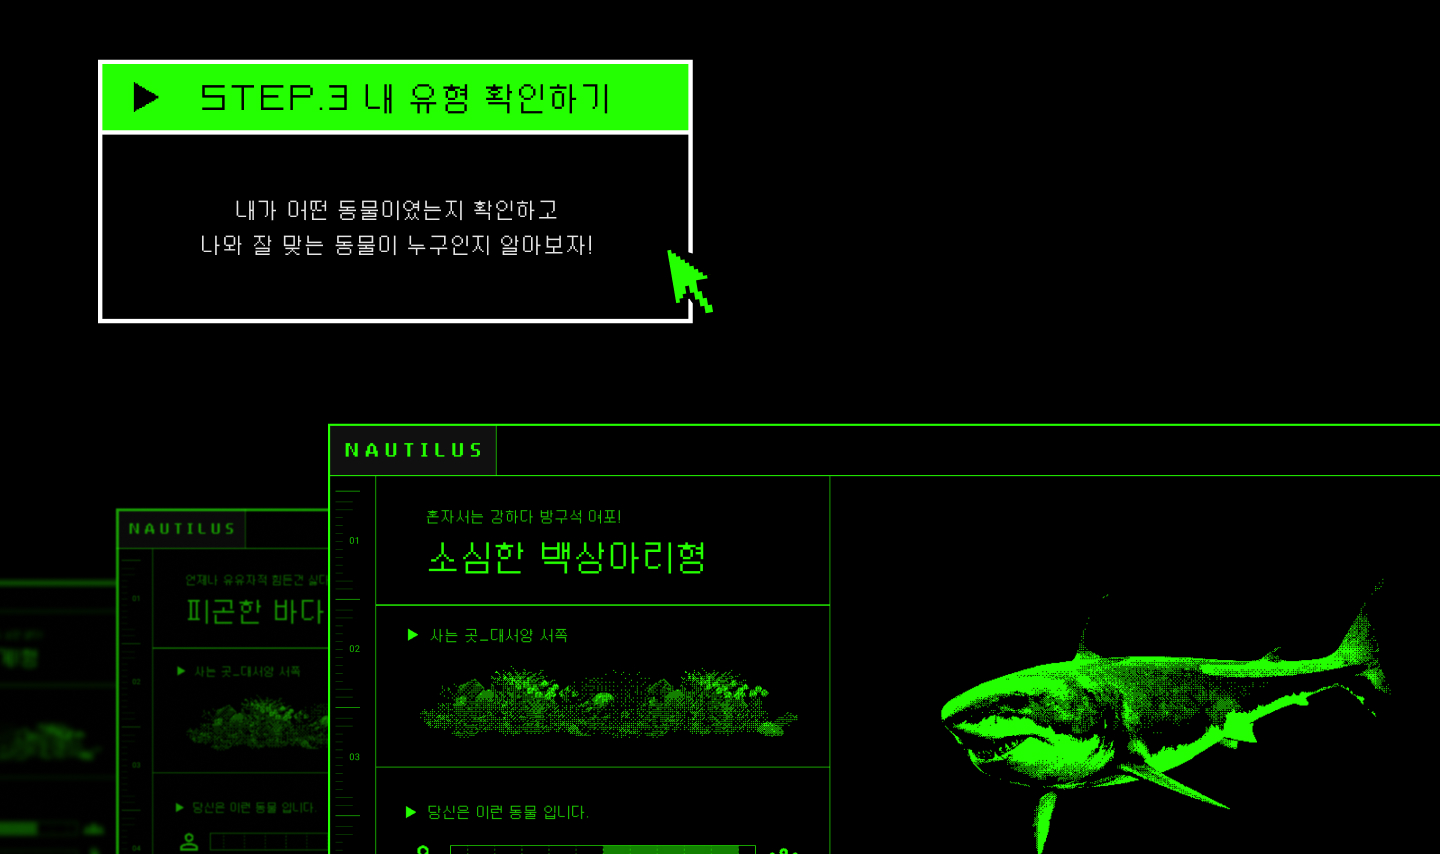 STEP.3 내 유형 확인하기
내가 어떤 동물이였는지 확인하고
나와 잘 맞는 동물이 누구인지 알아보자!
NAUTILUS
혼자서는 강하다 방구석 여포!
소심한 백상아리형
01
사는 곳_대서양 서쪽
02
03
당신은 이런 동물 입니다.
NAUTILUS
언제나 유유자적 힘든건 싫다
피곤한 바다
01
사는 곳_대서양 서쪽
02
03
당신은 이런 동물 입니다.
04